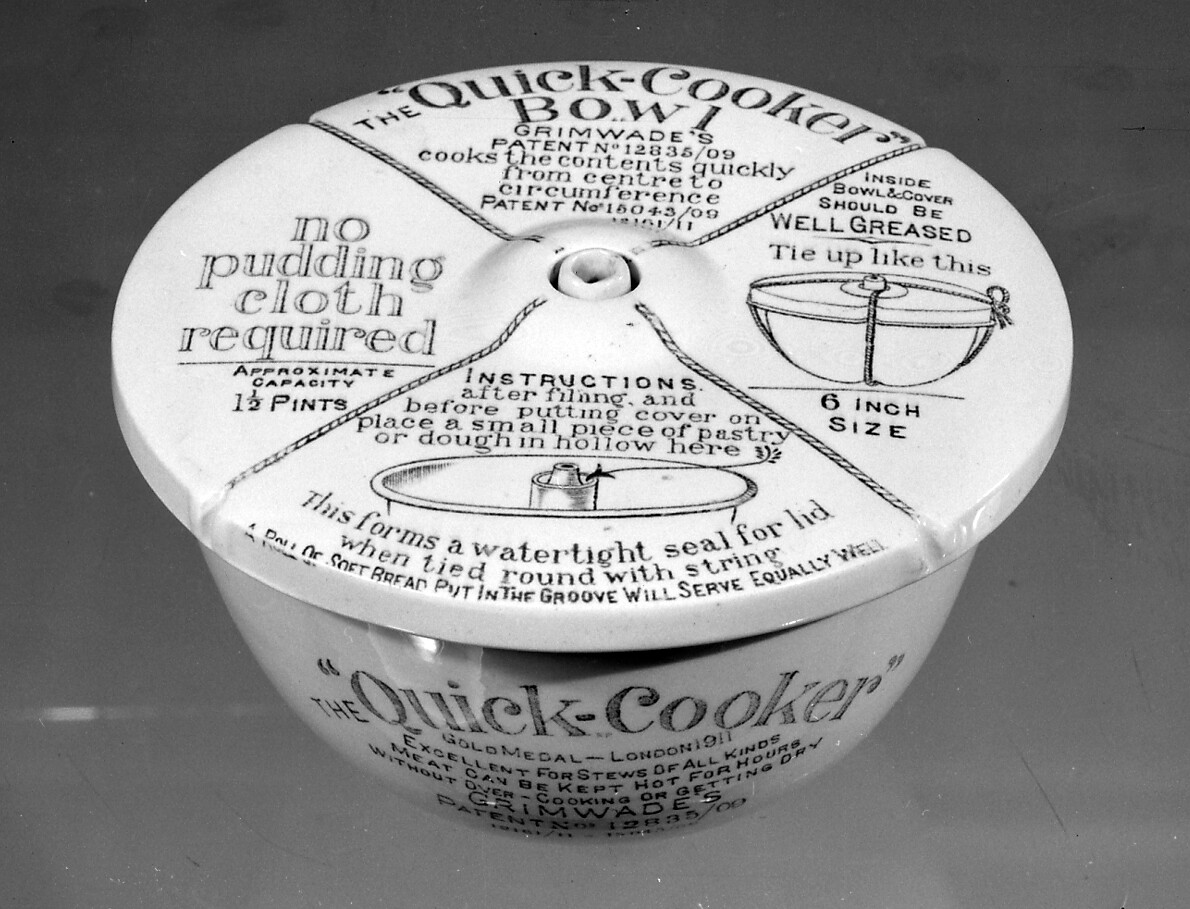 THE "Quick-Cooker"
BOWl
GRIMWADE'S
PATENT No 12835/09
cooks the contents quickly
from centre to
circumference
PATENT Nos 15043/09
18161/11
no
pudding
cloth
required
APPROXIMATE
CAPACITY
1½ PINTS
INSIDE
BOWL & COVER
SHOULD BE
WELL GREASED
Tie up like this
6 INCH
SIZE
INSTRUCTIONS.
after filling, and
before putting cover on
place a small piece of pastry
or dough in hollow here
This forms a watertight seal for lid
when tied round with string
A ROLL OF SOFT BREAD PUT IN THE GROOVE WILL SERVE EQUALLY WELL
THE "Quick-Cooker"
GOLD MEDAL – LONDON 1911
EXCELLENT FOR STEWS OF ALL KINDS
MEAT CAN BE KEPT HOT FOR HOURS
WITHOUT OVER-COOKING OR GETTING DRY
GRIMWADES
PATENT Nos 12835/09